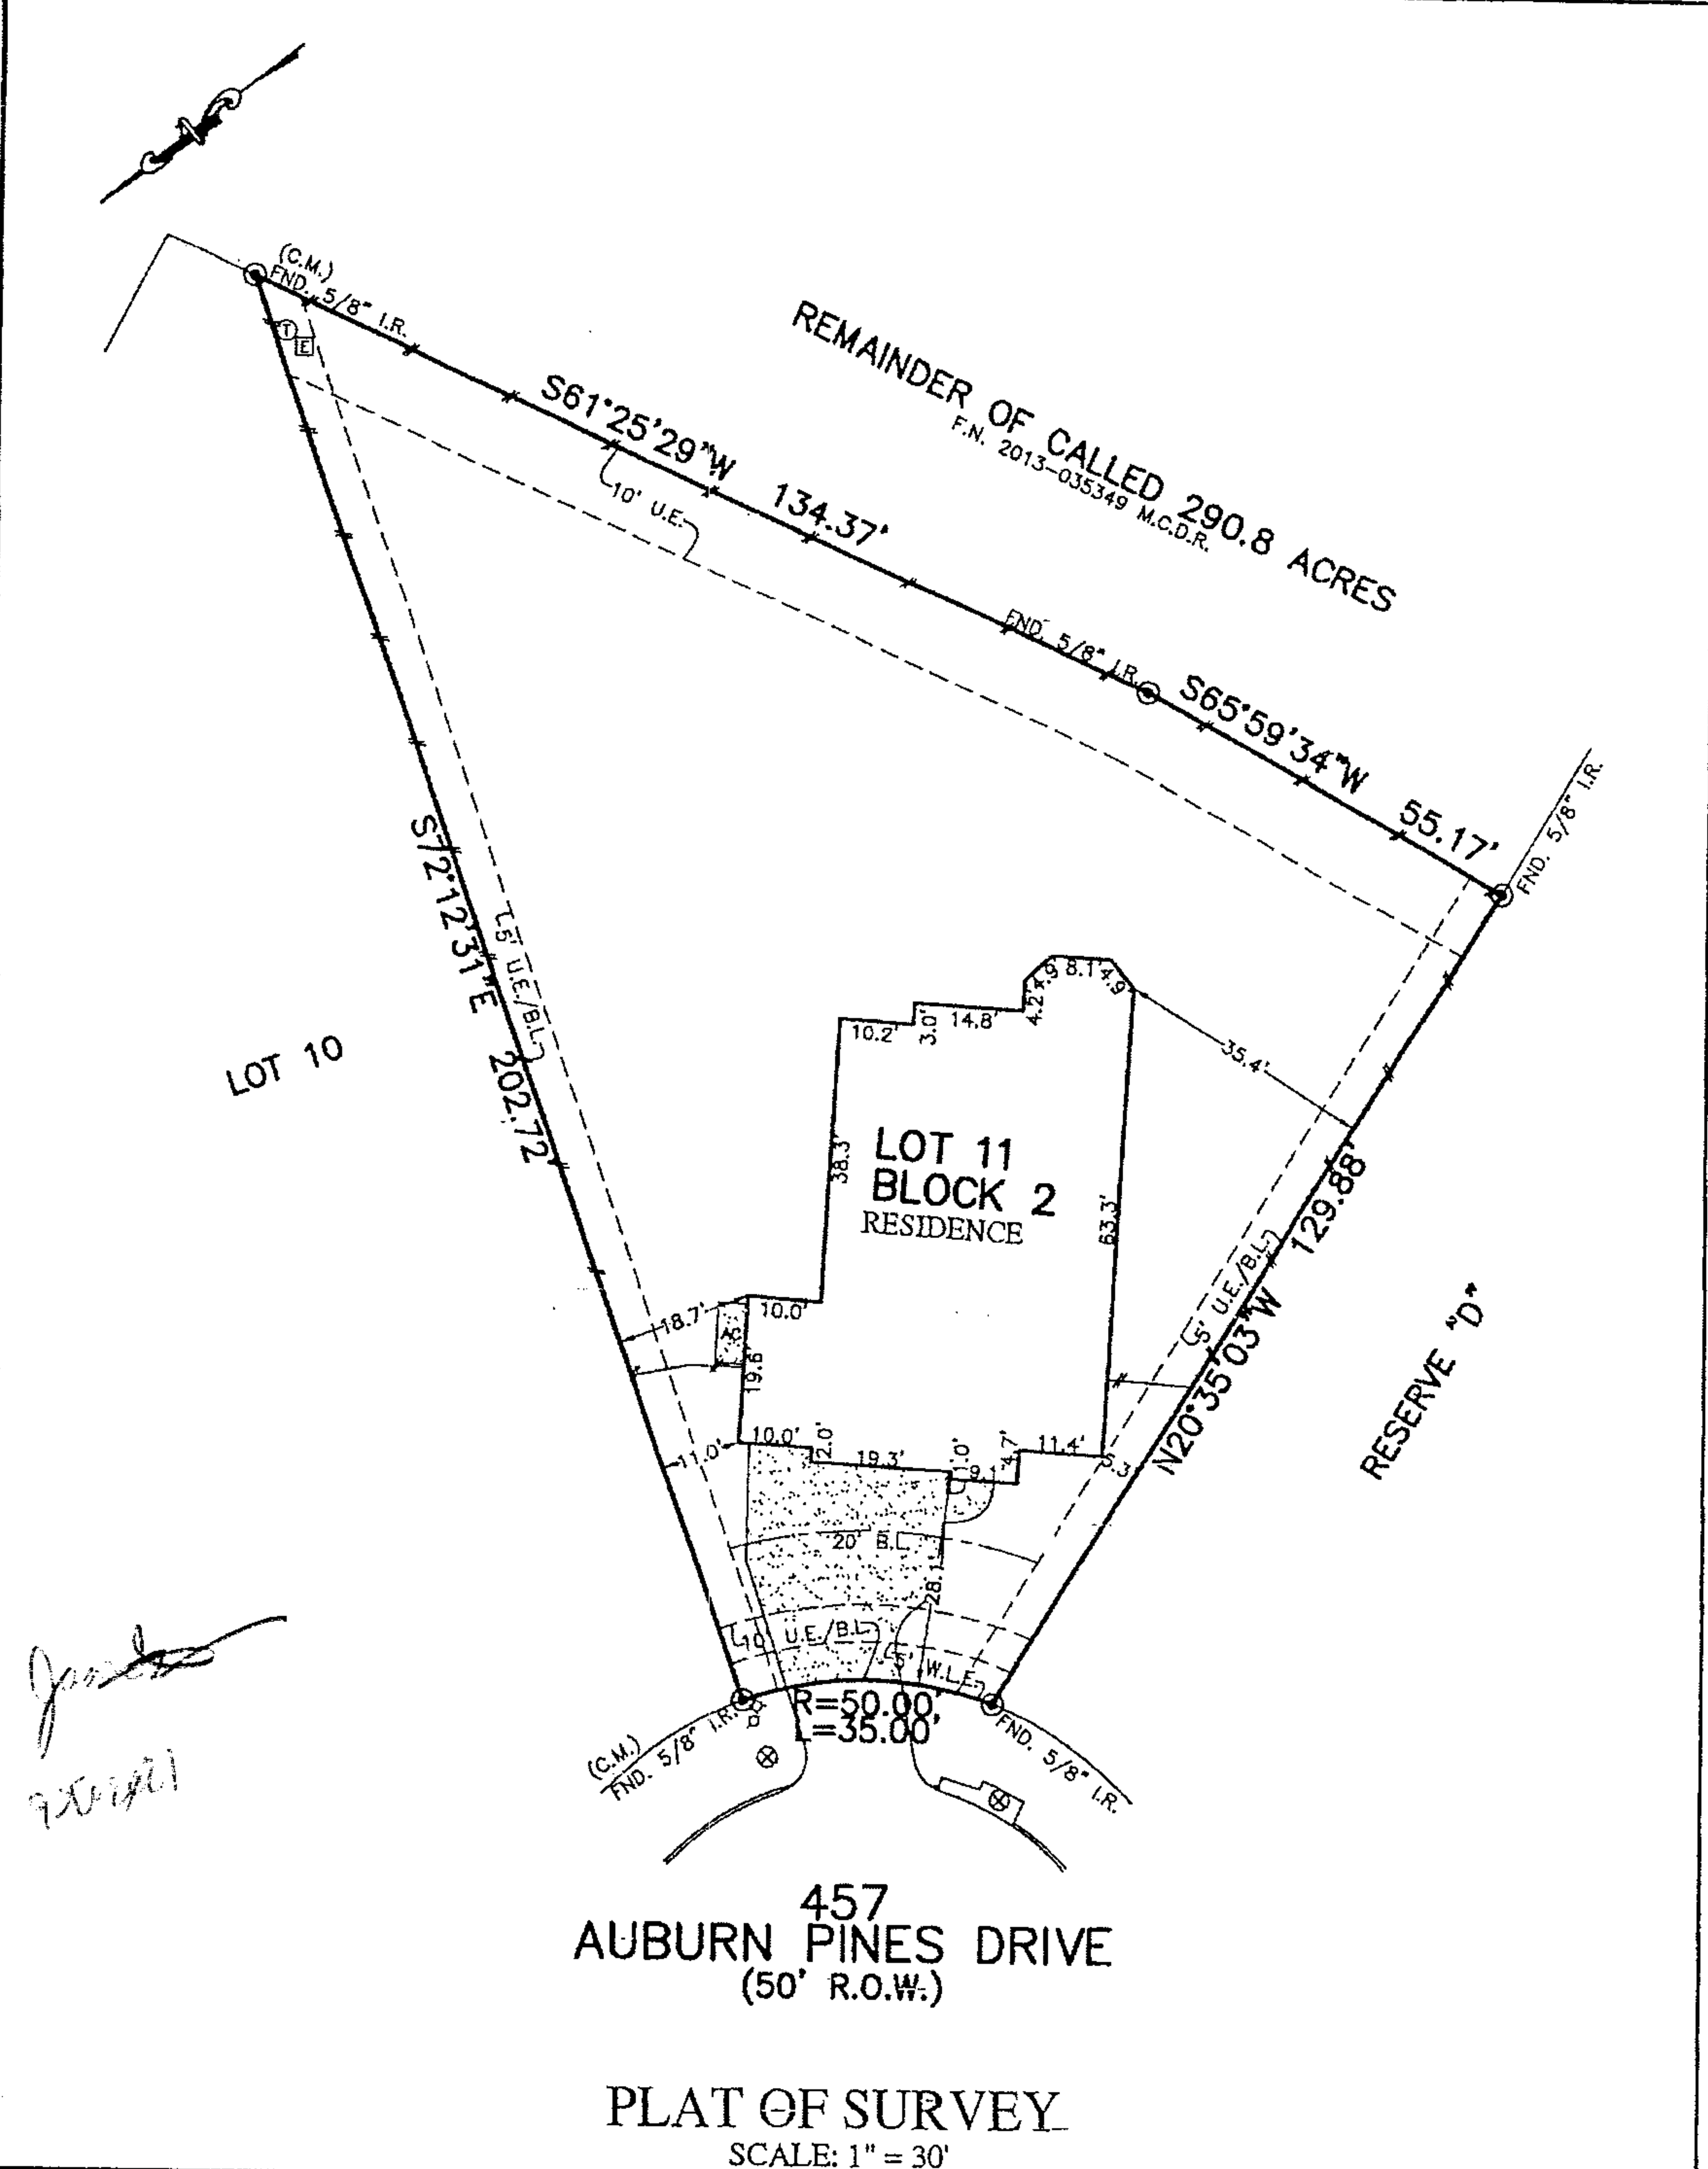 (C.M.)
FND. 5/8" I.R.
T
E
S61°25'29"W 134.37'
10' U.E.
REMAINDER OF CALLED 290.8 ACRES
F.N. 2013-035349 M.C.D.R.
FND. 5/8" I.R.
S65°59'34"W 55.17'
FND. 5/8" I.R.
S72°12'31"E 202.72'
5' U.E./B.L.
LOT 10
10.2'
3.0'
14.8'
4.2'
4.9
8.1'
4.9
35.4'
38.3'
LOT 11
BLOCK 2
RESIDENCE
63.3'
N20°35'03"W 129.88'
5' U.E./B.L.
RESERVE "D"
18.7'
10.0'
AC
19.6'
11.0'
10.0'
2.0'
19.3'
1.0'
9.1
4.7'
11.4'
5.3
20' B.L.
28.1
10' U.E./B.L.
5' W.L.E.
R=50.00'
L=35.00'
(C.M.)
FND. 5/8" I.R.
FND. 5/8" I.R.
457
AUBURN PINES DRIVE
(50' R.O.W.)
PLAT OF SURVEY
SCALE: 1" = 30'